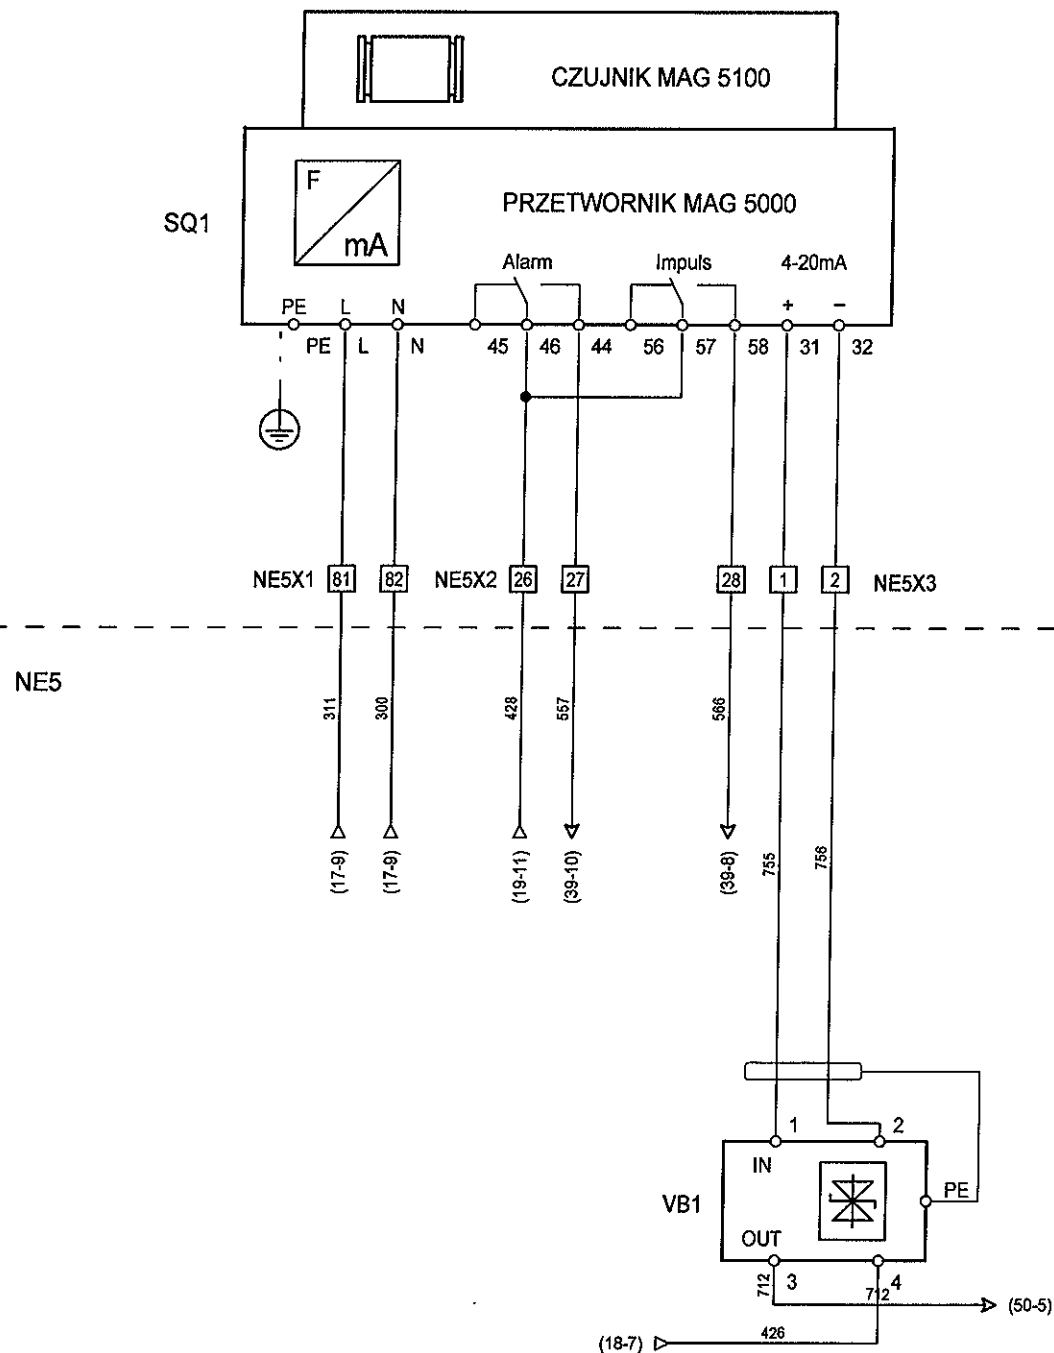 CZUJNIK MAG 5100
F
mA
PRZETWORNIK MAG 5000
SQ1
Alarm
Impuls
4-20mA
PE
L
N
+
−
PE
L
N
45
46
44
56
57
58
31
32
NE5X1
81
82
NE5X2
26
27
28
1
2
NE5X3
NE5
311
300
428
557
566
755
756
(17-9)
(17-9)
(19-11)
(39-10)
(39-8)
1
2
IN
PE
VB1
OUT
712
3
712
4
(50-5)
(18-7)
426